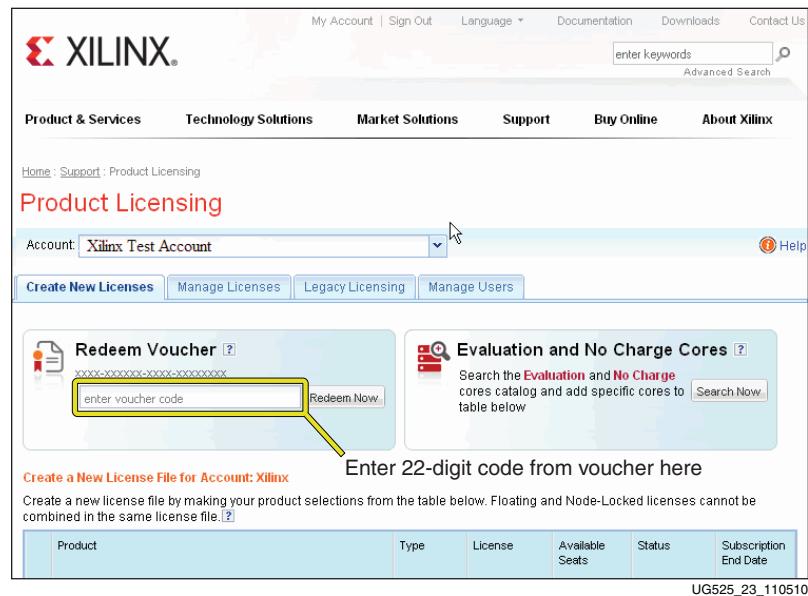 My Account | Sign Out Language Documentation Downloads Contact Us
XILINX®
enter keywords
Advanced Search
Product & Services Technology Solutions Market Solutions Support Buy Online About Xilinx
Home : Support : Product Licensing
Product Licensing
Account: Xilinx Test Account
Help
Create New Licenses Manage Licenses Legacy Licensing Manage Users
Redeem Voucher ?
xxxx-xxxxxx-xxxx-xxxxxxxx
enter voucher code Redeem Now
Evaluation and No Charge Cores ?
Search the Evaluation and No Charge
cores catalog and add specific cores to
table below
Search Now
Enter 22-digit code from voucher here
Create a New License File for Account: Xilinx
Create a new license file by making your product selections from the table below. Floating and Node-Locked licenses cannot be
combined in the same license file. ?
Product Type License Available Status Subscription
Seats End Date
UG525_23_110510